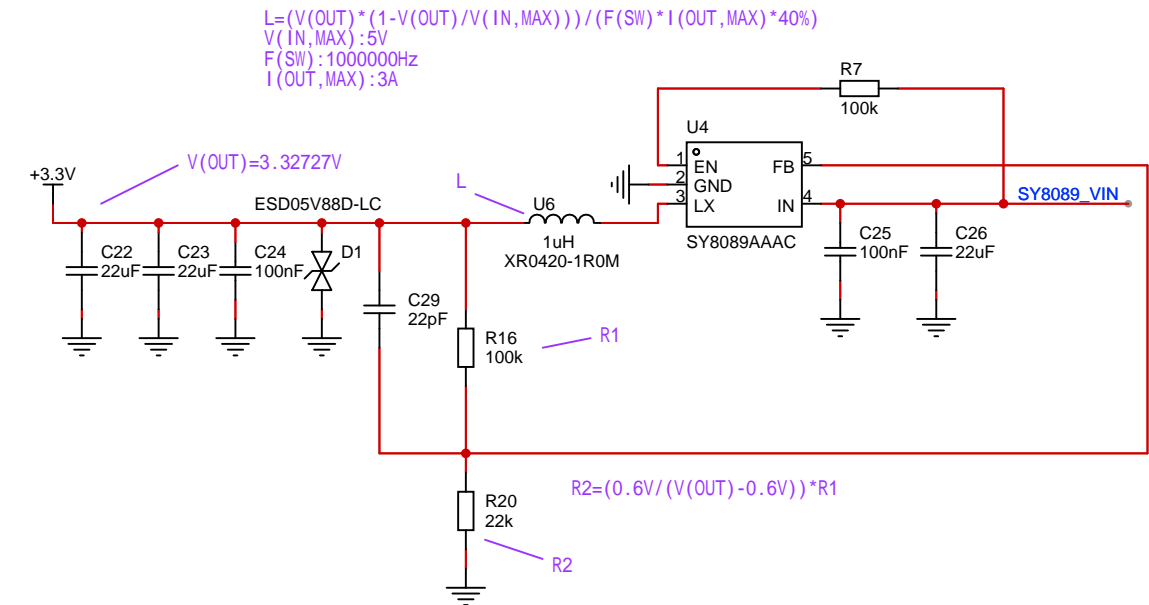 L=(V(OUT)*(1-V(OUT)/V(IN,MAX)))/(F(SW)*I(OUT,MAX)*40%)
V(IN,MAX):5V
F(SW):1000000Hz
I(OUT,MAX):3A
R7
100k
U4
1
EN
FB
5
2
GND
3
LX
IN
4
SY8089AAAC
SY8089_VIN
V(OUT)=3.32727V
+3.3V
L
ESD05V88D-LC
U6
1uH
XR0420-1R0M
C22
22uF
C23
22uF
C24
100nF
D1
C25
100nF
C26
22uF
C29
22pF
R16
100k
R1
R2=(0.6V/(V(OUT)-0.6V))*R1
R20
22k
R2